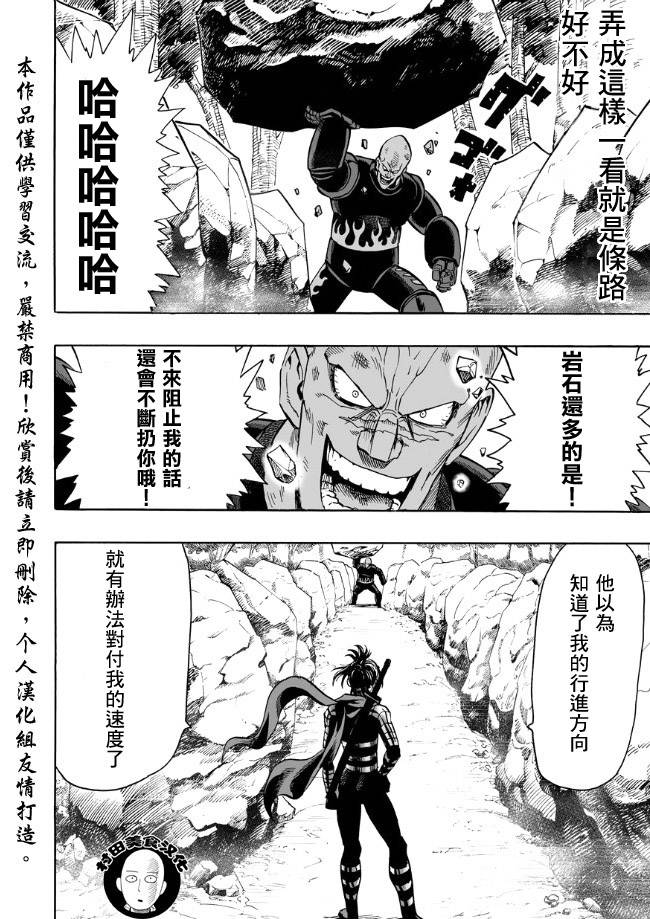 弄成這樣一看就是條路
好不好
ゴゴゴ
哈哈哈哈哈
岩石還多的是！
不來阻止我的話
還會不斷扔你哦！
他以為
知道了我的行進方向
就有辦法對付我的速度了
本作品僅供學習交流，嚴禁商用！欣賞後請立即刪除，个人漢化組友情打造。
村田美食汉化